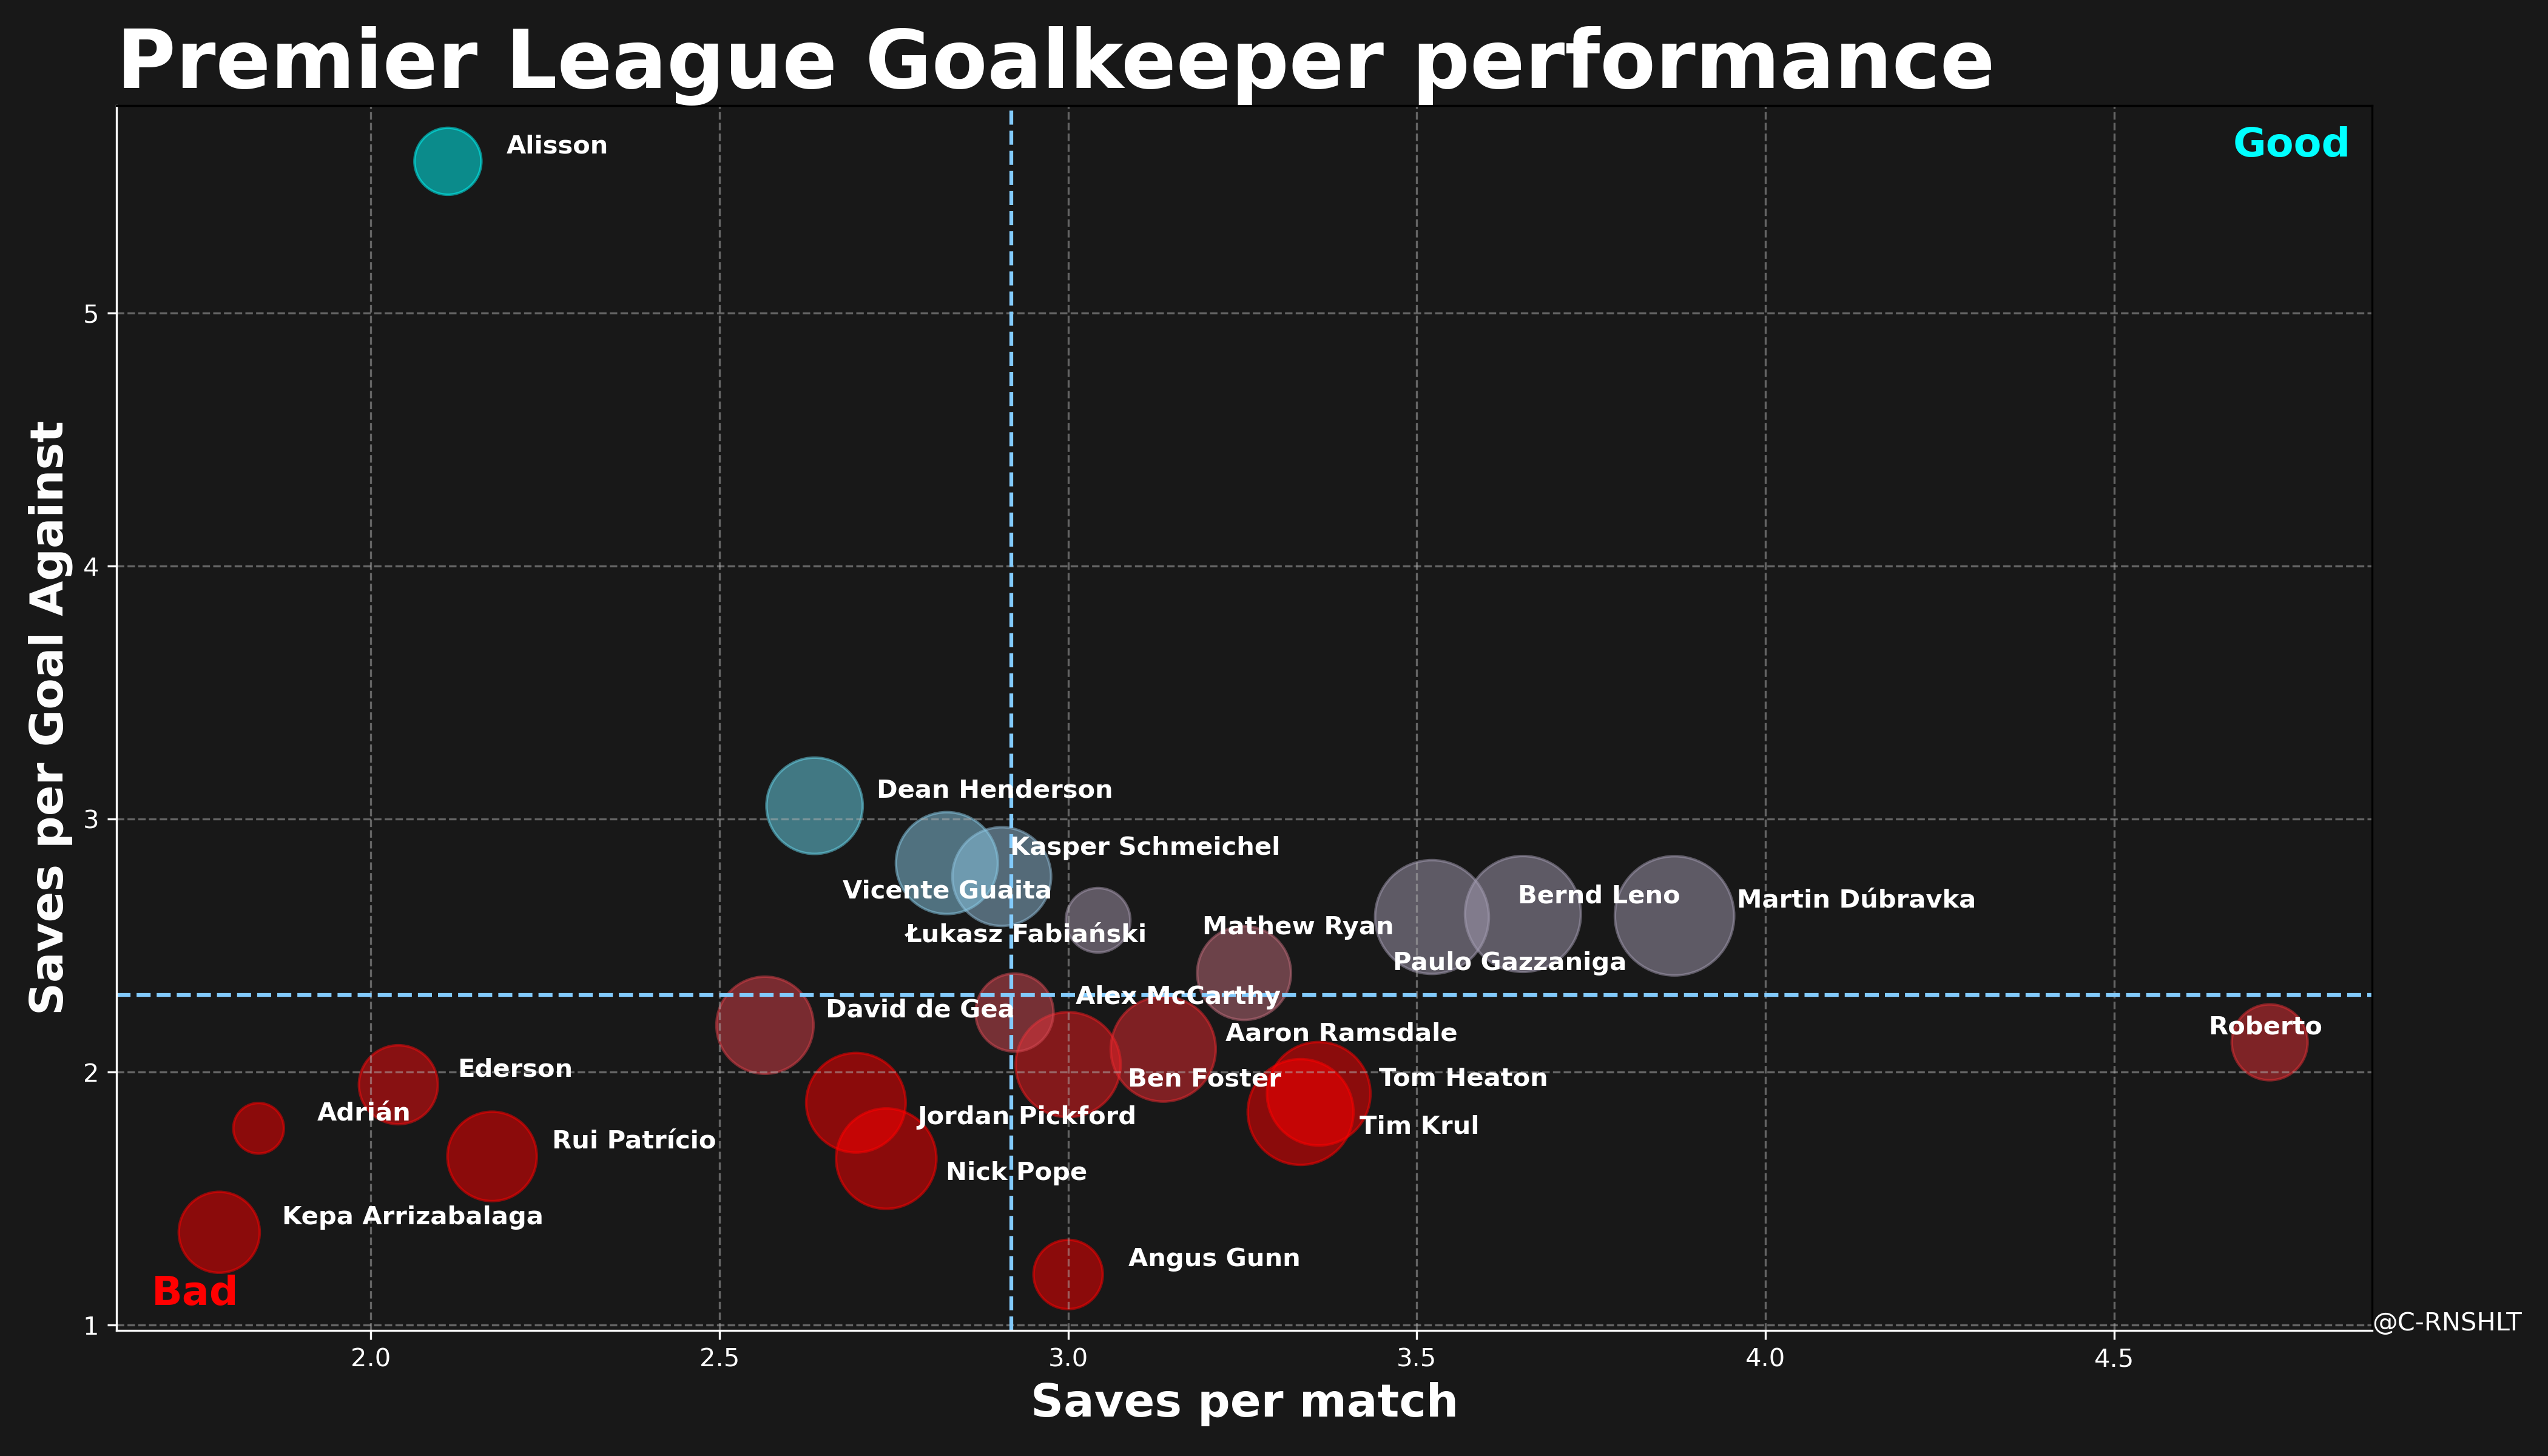 Premier League Goalkeeper performance
Alisson
Good
5
4
Saves per Goal Against
Dean Henderson
3
Kasper Schmeichel
Vicente Guaita
Bernd Leno
Martin Dúbravka
Łukasz Fabiański
Mathew Ryan
Paulo Gazzaniga
Alex McCarthy
David de Gea
Roberto
Aaron Ramsdale
2
Ederson
Ben Foster
Tom Heaton
Adrián
Jordan Pickford
Tim Krul
Rui Patrício
Nick Pope
Kepa Arrizabalaga
Angus Gunn
Bad
1
@C-RNSHLT
2.0 2.5 3.0 3.5 4.0 4.5
Saves per match